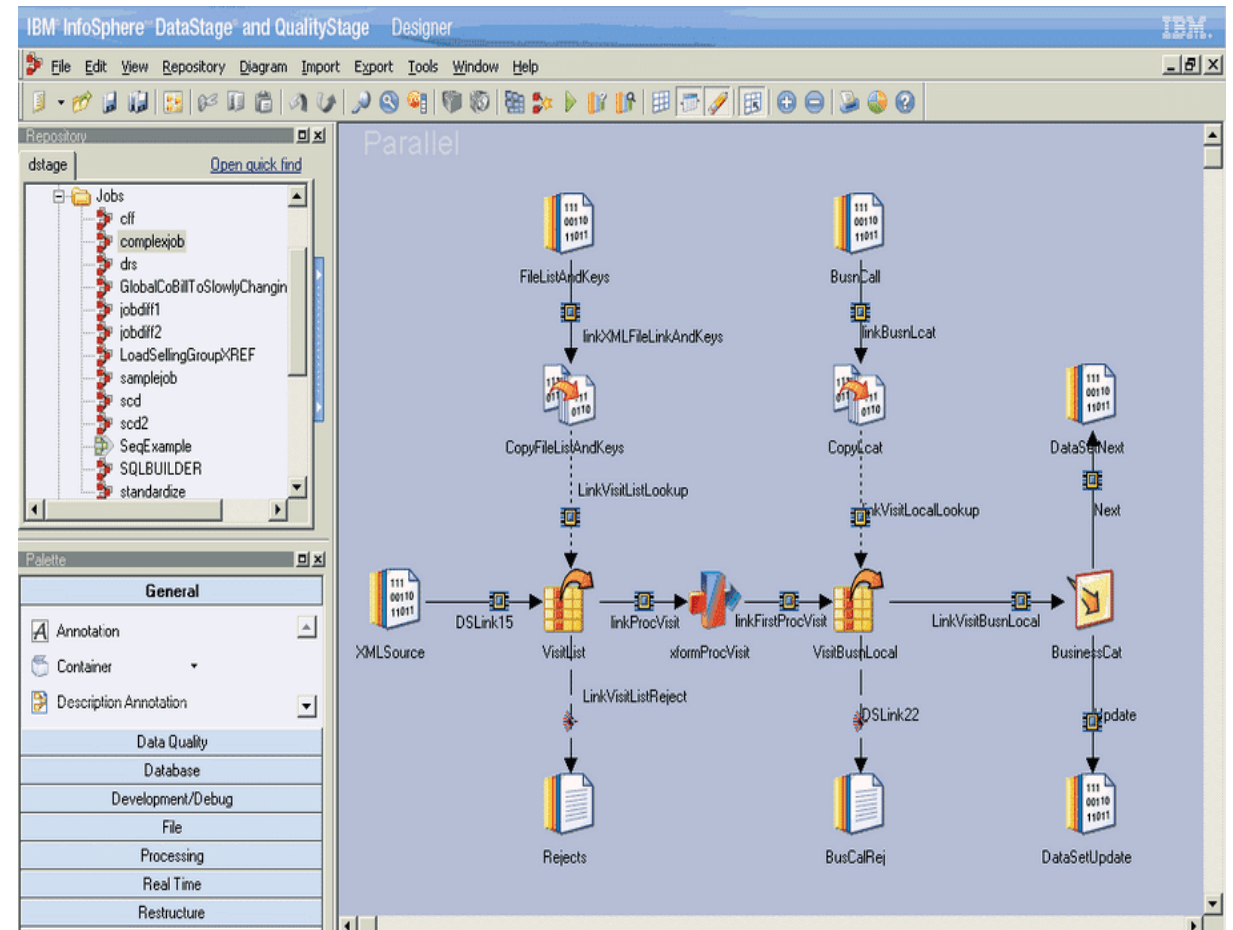 IBM InfoSphere™ DataStage® and QualityStage Designer
IBM.
File Edit View Repository Diagram Import Export Tools Window Help
Repository
dstage Open quick find
Jobs
cff
complexjob
drs
GlobalCoBillToSlowlyChangin
jobdiff1
jobdiff2
LoadSellingGroupXREF
samplejob
scd
scd2
SeqExample
SQLBUILDER
standardize
Palette
General
Annotation
Container
Description Annotation
Data Quality
Database
Development/Debug
File
Processing
Real Time
Restructure
Parallel
FileListAndKeys BusnCall
linkXMLFileLinkAndKeys linkBusnLcat
CopyFileListAndKeys CopyLcat DataSetNext
LinkVisitListLookup linkVisitLocalLookup Next
DSLink15 linkProcVisit linkFirstProcVisit LinkVisitBusnLocal
XMLSource VisitList xformProcVisit VisitBusnLocal BusinessCat
LinkVisitListReject DSLink22 Update
Rejects BusCalRej DataSetUpdate